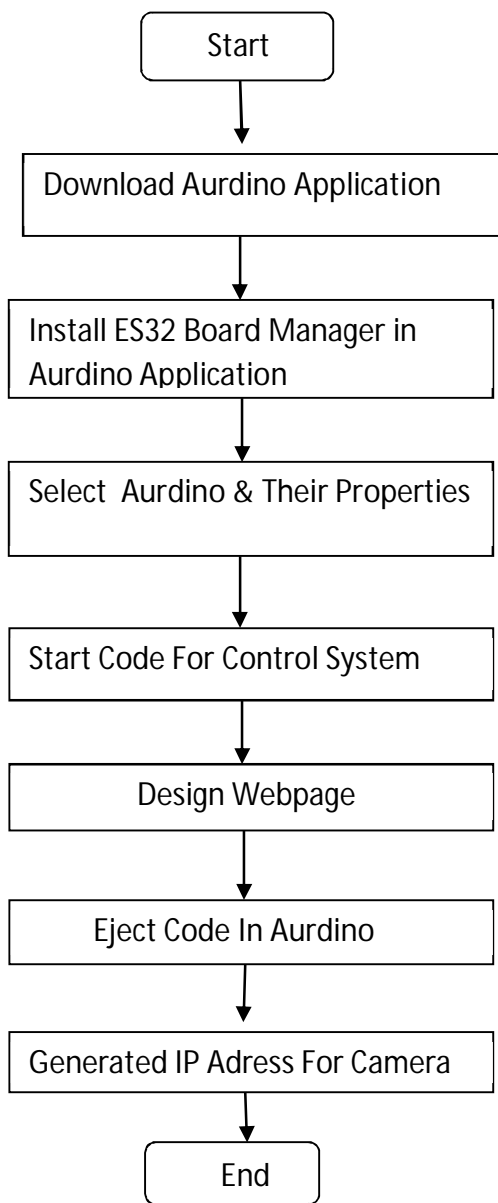 Start
Download Aurdino Application
Install ES32 Board Manager in
Aurdino Application
Select Aurdino & Their Properties
Start Code For Control System
Design Webpage
Eject Code In Aurdino
Generated IP Adress For Camera
End